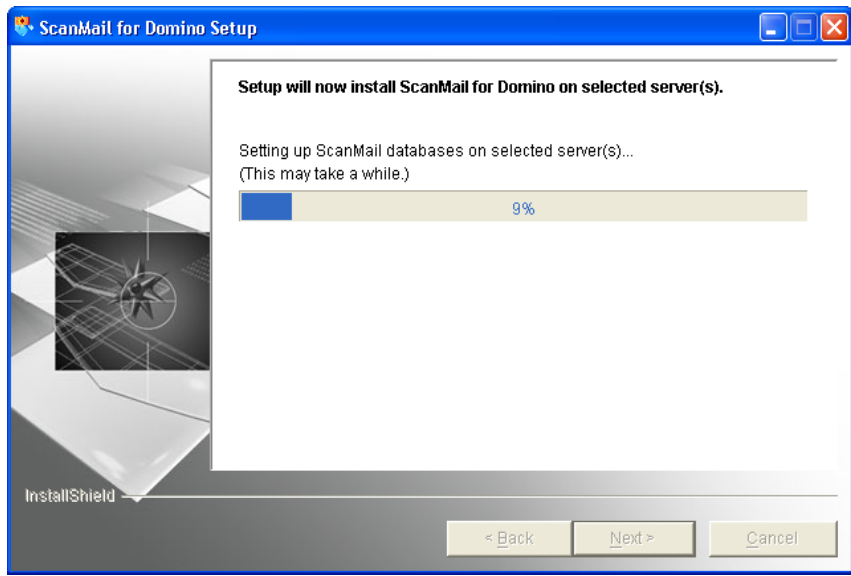 ScanMail for Domino Setup
Setup will now install ScanMail for Domino on selected server(s).
Setting up ScanMail databases on selected server(s)...
(This may take a while.)
9%
InstallShield
< Back
Next >
Cancel